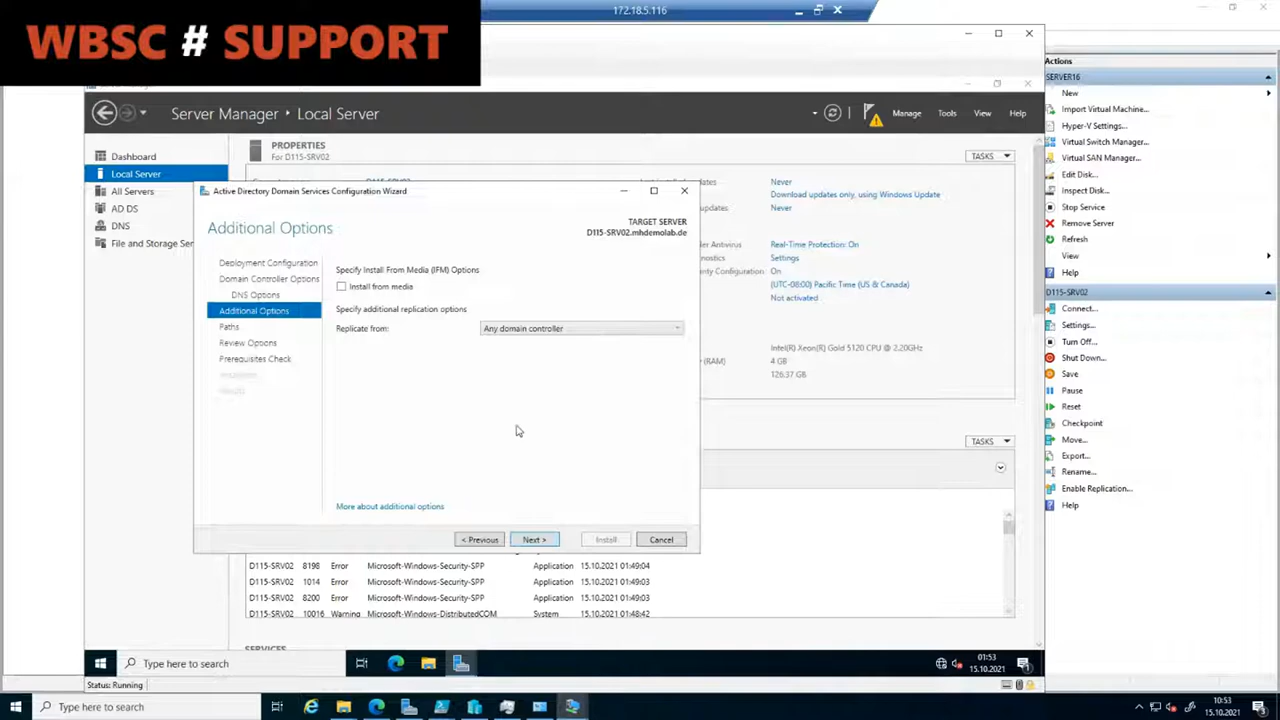 172.18.5.116
WBSC # SUPPORT
Server Manager • Local Server
Manage
Tools
View
Help
Dashboard
Local Server
All Servers
AD DS
DNS
File and Storage Ser
PROPERTIES
For D115-SRV02
TASKS
Never
Download updates only, using Windows Update
Never
Real-Time Protection: On
Settings
On
(UTC-08:00) Pacific Time (US & Canada)
Not activated
Intel(R) Xeon(R) Gold 5120 CPU @ 2.20GHz
(RAM)
4 GB
126.37 GB
TASKS
Active Directory Domain Services Configuration Wizard
Additional Options
TARGET SERVER
D115-SRV02.mhdemolab.de
Deployment Configuration
Domain Controller Options
DNS Options
Additional Options
Paths
Review Options
Prerequisites Check
Specify Install From Media (IFM) Options
Install from media
Specify additional replication options
Replicate from:
Any domain controller
More about additional options
< Previous
Next >
Install
Cancel
D115-SRV02 8198 Error Microsoft-Windows-Security-SPP Application 15.10.2021 01:49:04
D115-SRV02 1014 Error Microsoft-Windows-Security-SPP Application 15.10.2021 01:49:03
D115-SRV02 8200 Error Microsoft-Windows-Security-SPP Application 15.10.2021 01:49:03
D115-SRV02 10016 Warning Microsoft-Windows-DistributedCOM System 15.10.2021 01:48:42
Type here to search
01:53
15.10.2021
Status: Running
Actions
SERVER16
New
Import Virtual Machine...
Hyper-V Settings...
Virtual Switch Manager...
Virtual SAN Manager...
Edit Disk...
Inspect Disk...
Stop Service
Remove Server
Refresh
View
Help
D115-SRV02
Connect...
Settings...
Turn Off...
Shut Down...
Save
Pause
Reset
Checkpoint
Move...
Export...
Rename...
Enable Replication...
Help
Type here to search
10:53
15.10.2021